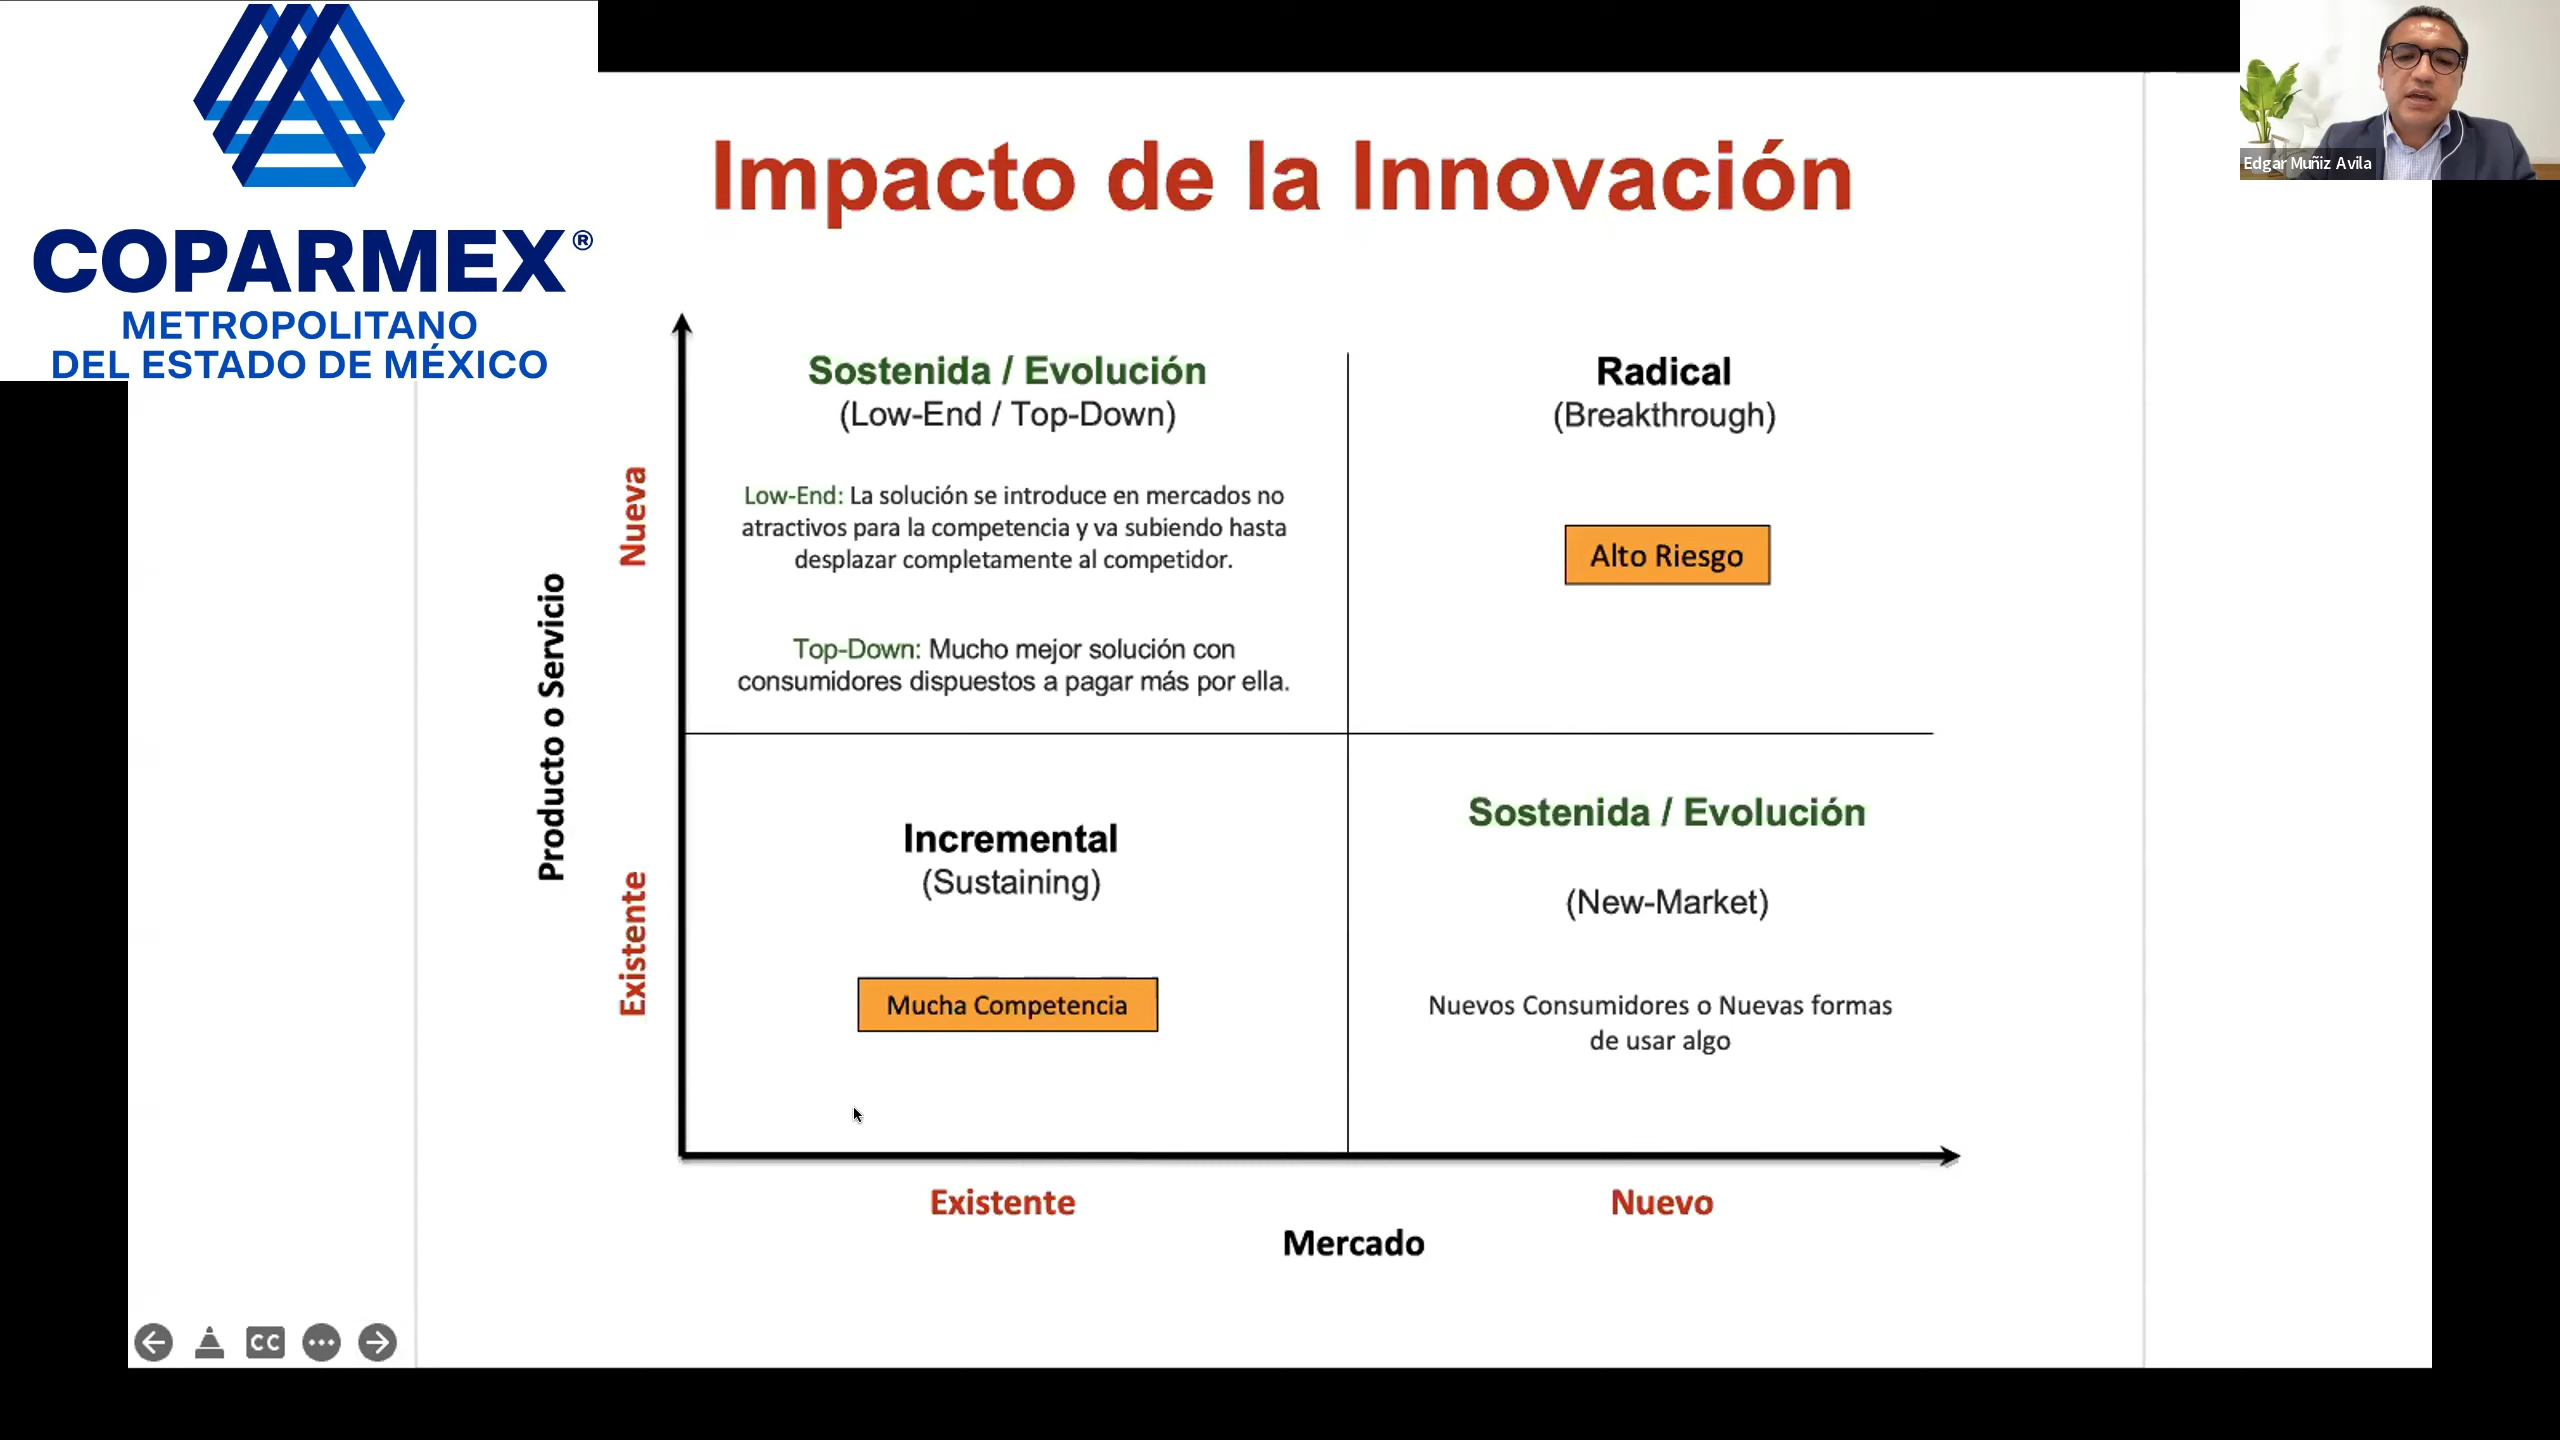 COPARMEX®
METROPOLITANO
DEL ESTADO DE MÉXICO
Edgar Muñiz Avila
Impacto de la Innovación
Producto o Servicio
Nueva
Existente
Sostenida / Evolución
(Low-End / Top-Down)
Low-End: La solución se introduce en mercados no
atractivos para la competencia y va subiendo hasta
desplazar completamente al competidor.
Top-Down: Mucho mejor solución con
consumidores dispuestos a pagar más por ella.
Radical
(Breakthrough)
Alto Riesgo
Incremental
(Sustaining)
Mucha Competencia
Sostenida / Evolución
(New-Market)
Nuevos Consumidores o Nuevas formas
de usar algo
Existente
Nuevo
Mercado
CC